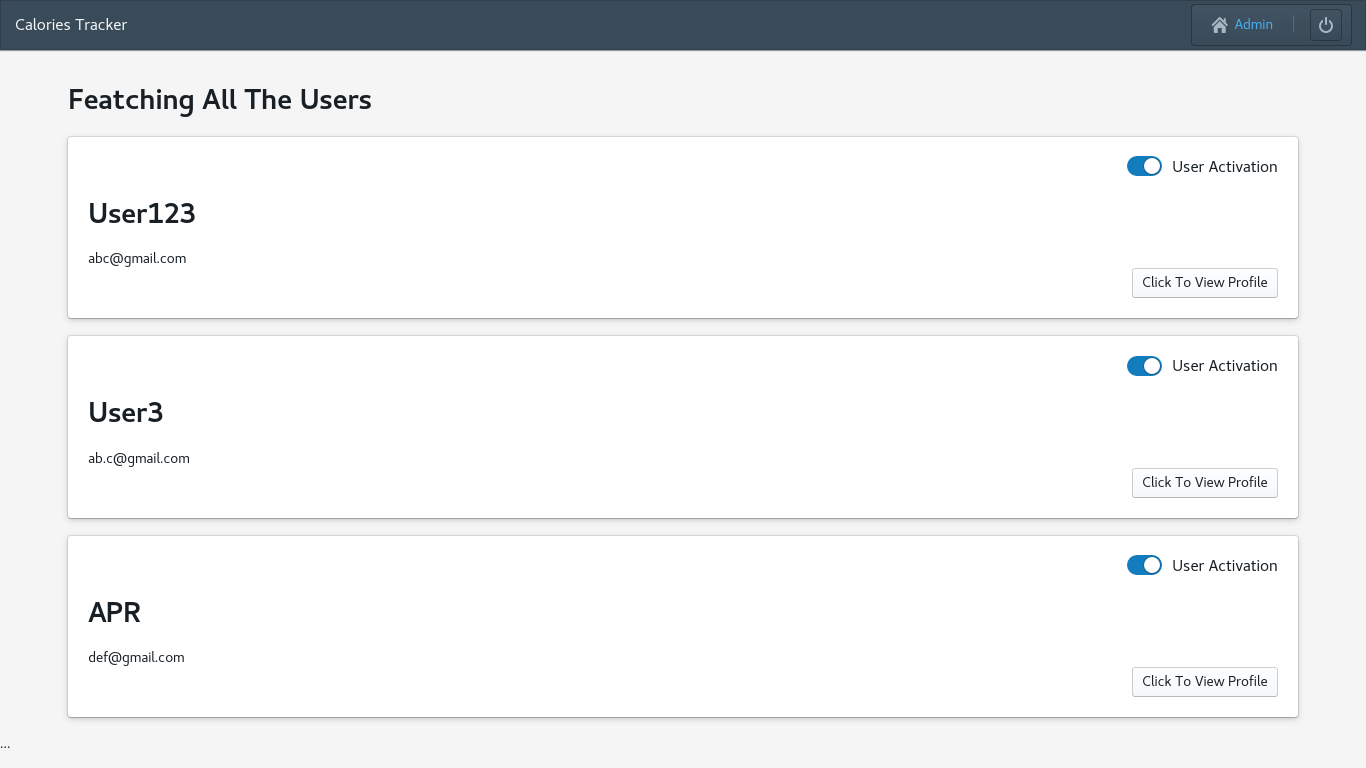 Calories Tracker
Admin
Featching All The Users
User Activation
User123
abc@gmail.com
Click To View Profile
User Activation
User3
ab.c@gmail.com
Click To View Profile
User Activation
APR
def@gmail.com
Click To View Profile
...